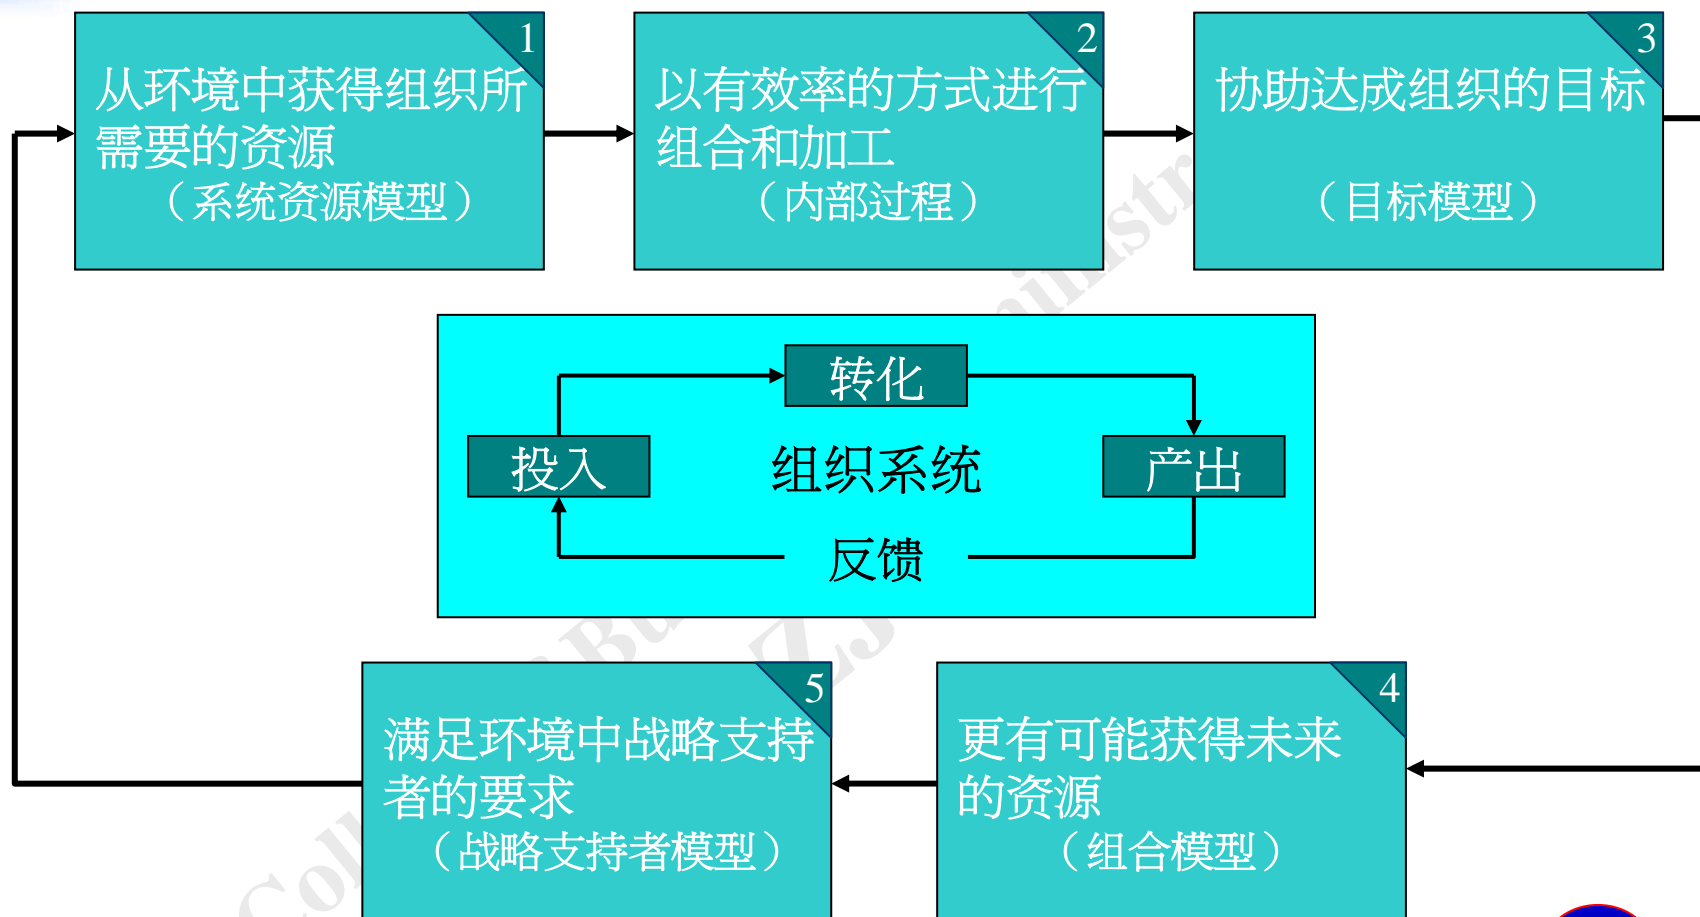 1
从环境中获得组织所
需要的资源
（系统资源模型）
2
以有效率的方式进行
组合和加工
（内部过程）
3
协助达成组织的目标
（目标模型）
转化
投入
组织系统
产出
反馈
5
满足环境中战略支持
者的要求
（战略支持者模型）
4
更有可能获得未来
的资源
（组合模型）